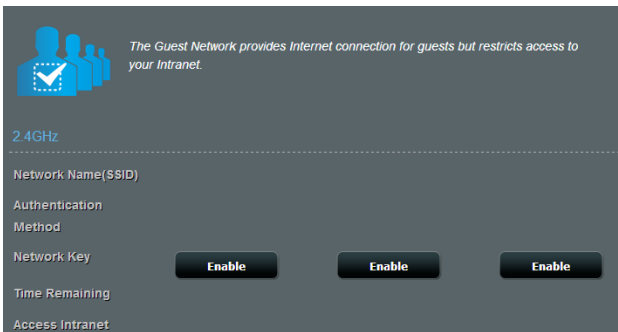 The Guest Network provides Internet connection for guests but restricts access to
your Intranet.
2.4GHz
Network Name(SSID)
Authentication
Method
Network Key
Enable Enable Enable
Time Remaining
Access Intranet